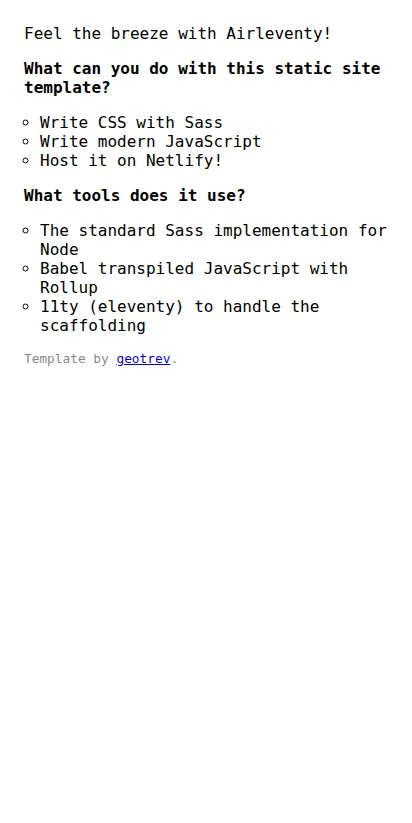 Feel the breeze with Airleventy!
What can you do with this static site
template?
Write CSS with Sass
Write modern JavaScript
Host it on Netlify!
What tools does it use?
The standard Sass implementation for
Node
Babel transpiled JavaScript with
Rollup
11ty (eleventy) to handle the
scaffolding
Template by geotrev.